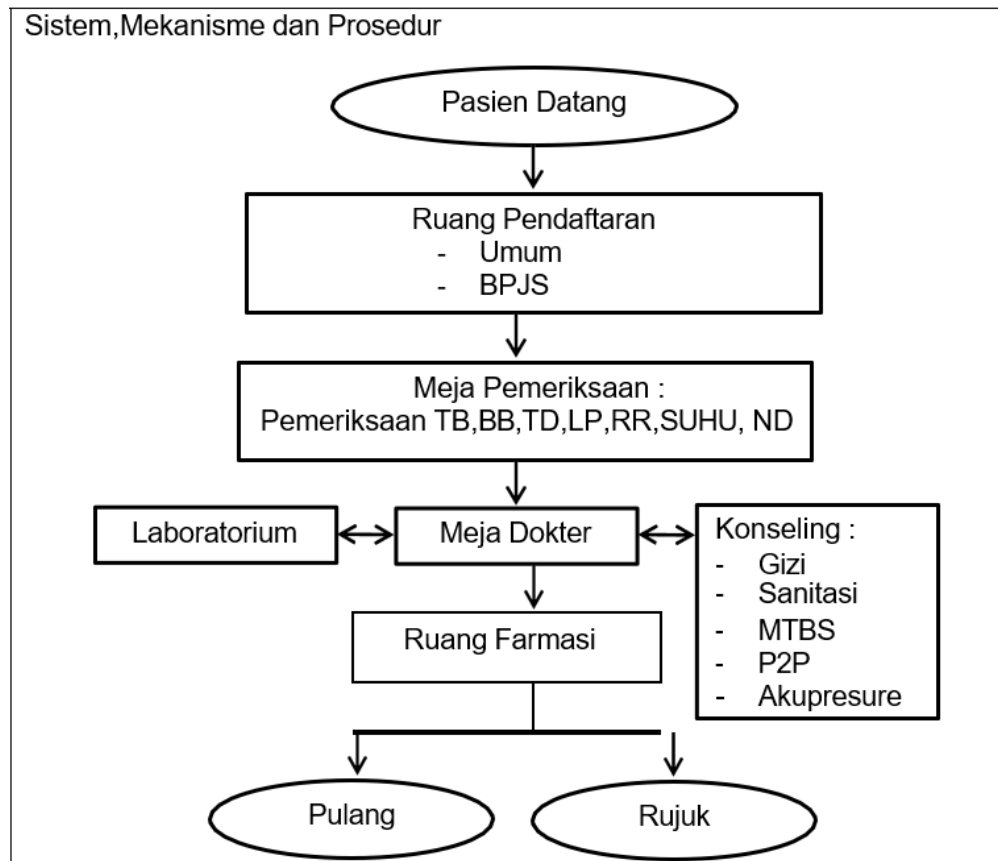 Sistem,Mekanisme dan Prosedur
Pasien Datang
Ruang Pendaftaran
- Umum
- BPJS
Meja Pemeriksaan :
Pemeriksaan TB,BB,TD,LP,RR,SUHU, ND
Laboratorium
Meja Dokter
Konseling :
- Gizi
- Sanitasi
- MTBS
- P2P
- Akupresure
Ruang Farmasi
Pulang
Rujuk